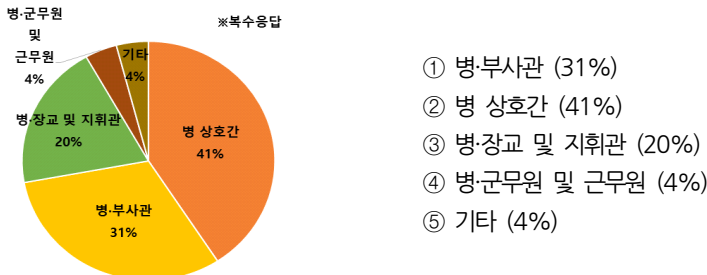 병·군무원
및
근무원
4%
기타
4%
※복수응답
병·장교 및 지휘관
20%
병 상호간
41%
병·부사관
31%
① 병·부사관 (31%)
② 병 상호간 (41%)
③ 병·장교 및 지휘관 (20%)
④ 병·군무원 및 근무원 (4%)
⑤ 기타 (4%)